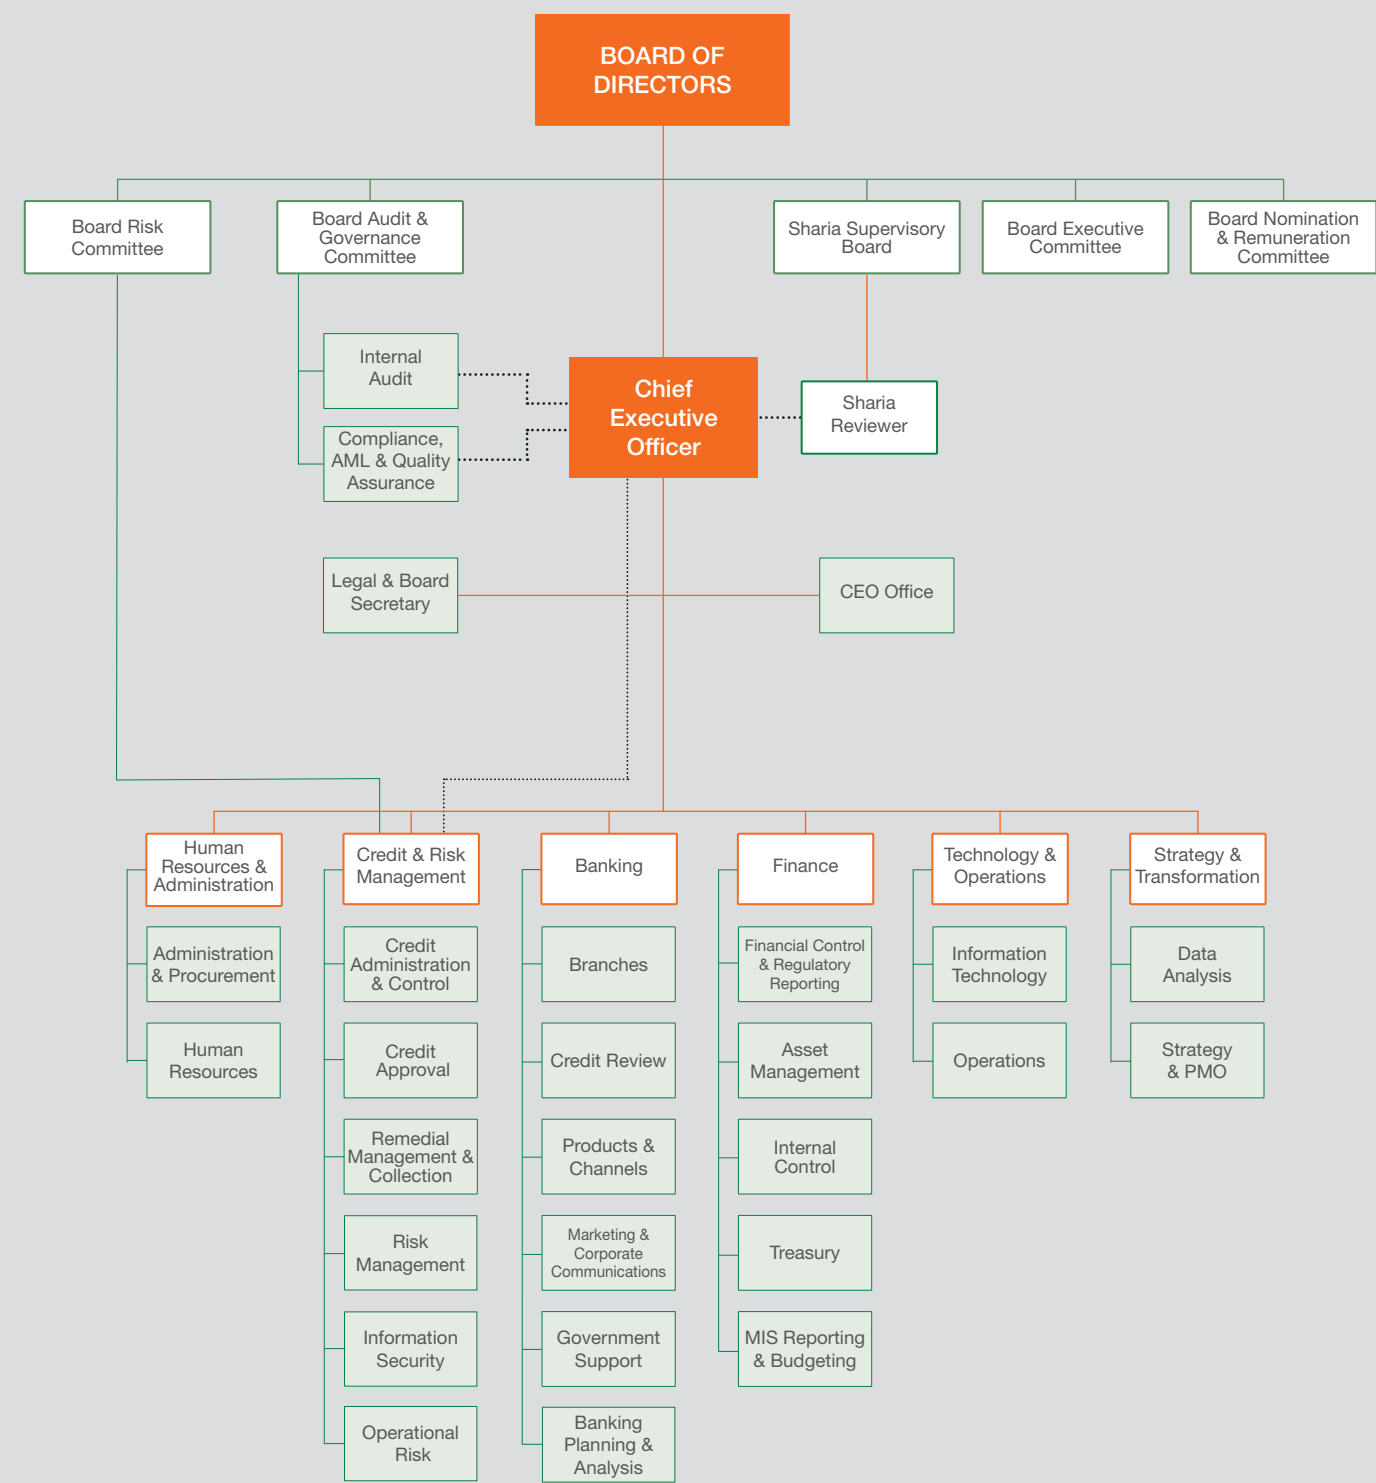 BOARD OF
DIRECTORS
Board Risk
Committee
Board Audit &
Governance
Committee
Sharia Supervisory
Board
Board Executive
Committee
Board Nomination
& Remuneration
Committee
Internal
Audit
Compliance,
AML & Quality
Assurance
Chief
Executive
Officer
Sharia
Reviewer
Legal & Board
Secretary
CEO Office
Human
Resources &
Administration
Administration
& Procurement
Human
Resources
Credit & Risk
Management
Credit
Administration
& Control
Credit
Approval
Remedial
Management &
Collection
Risk
Management
Information
Security
Operational
Risk
Banking
Branches
Credit Review
Products &
Channels
Marketing &
Corporate
Communications
Government
Support
Banking
Planning &
Analysis
Finance
Financial Control
& Regulatory
Reporting
Asset
Management
Internal
Control
Treasury
MIS Reporting
& Budgeting
Technology &
Operations
Information
Technology
Operations
Strategy &
Transformation
Data
Analysis
Strategy
& PMO